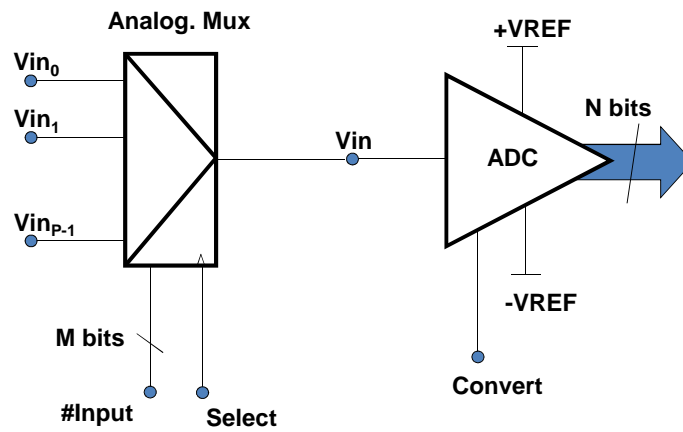 Analog. Mux
+VREF
Vin0
N bits
Vin1
Vin
ADC
VinP-1
-VREF
M bits
Convert
#Input
Select